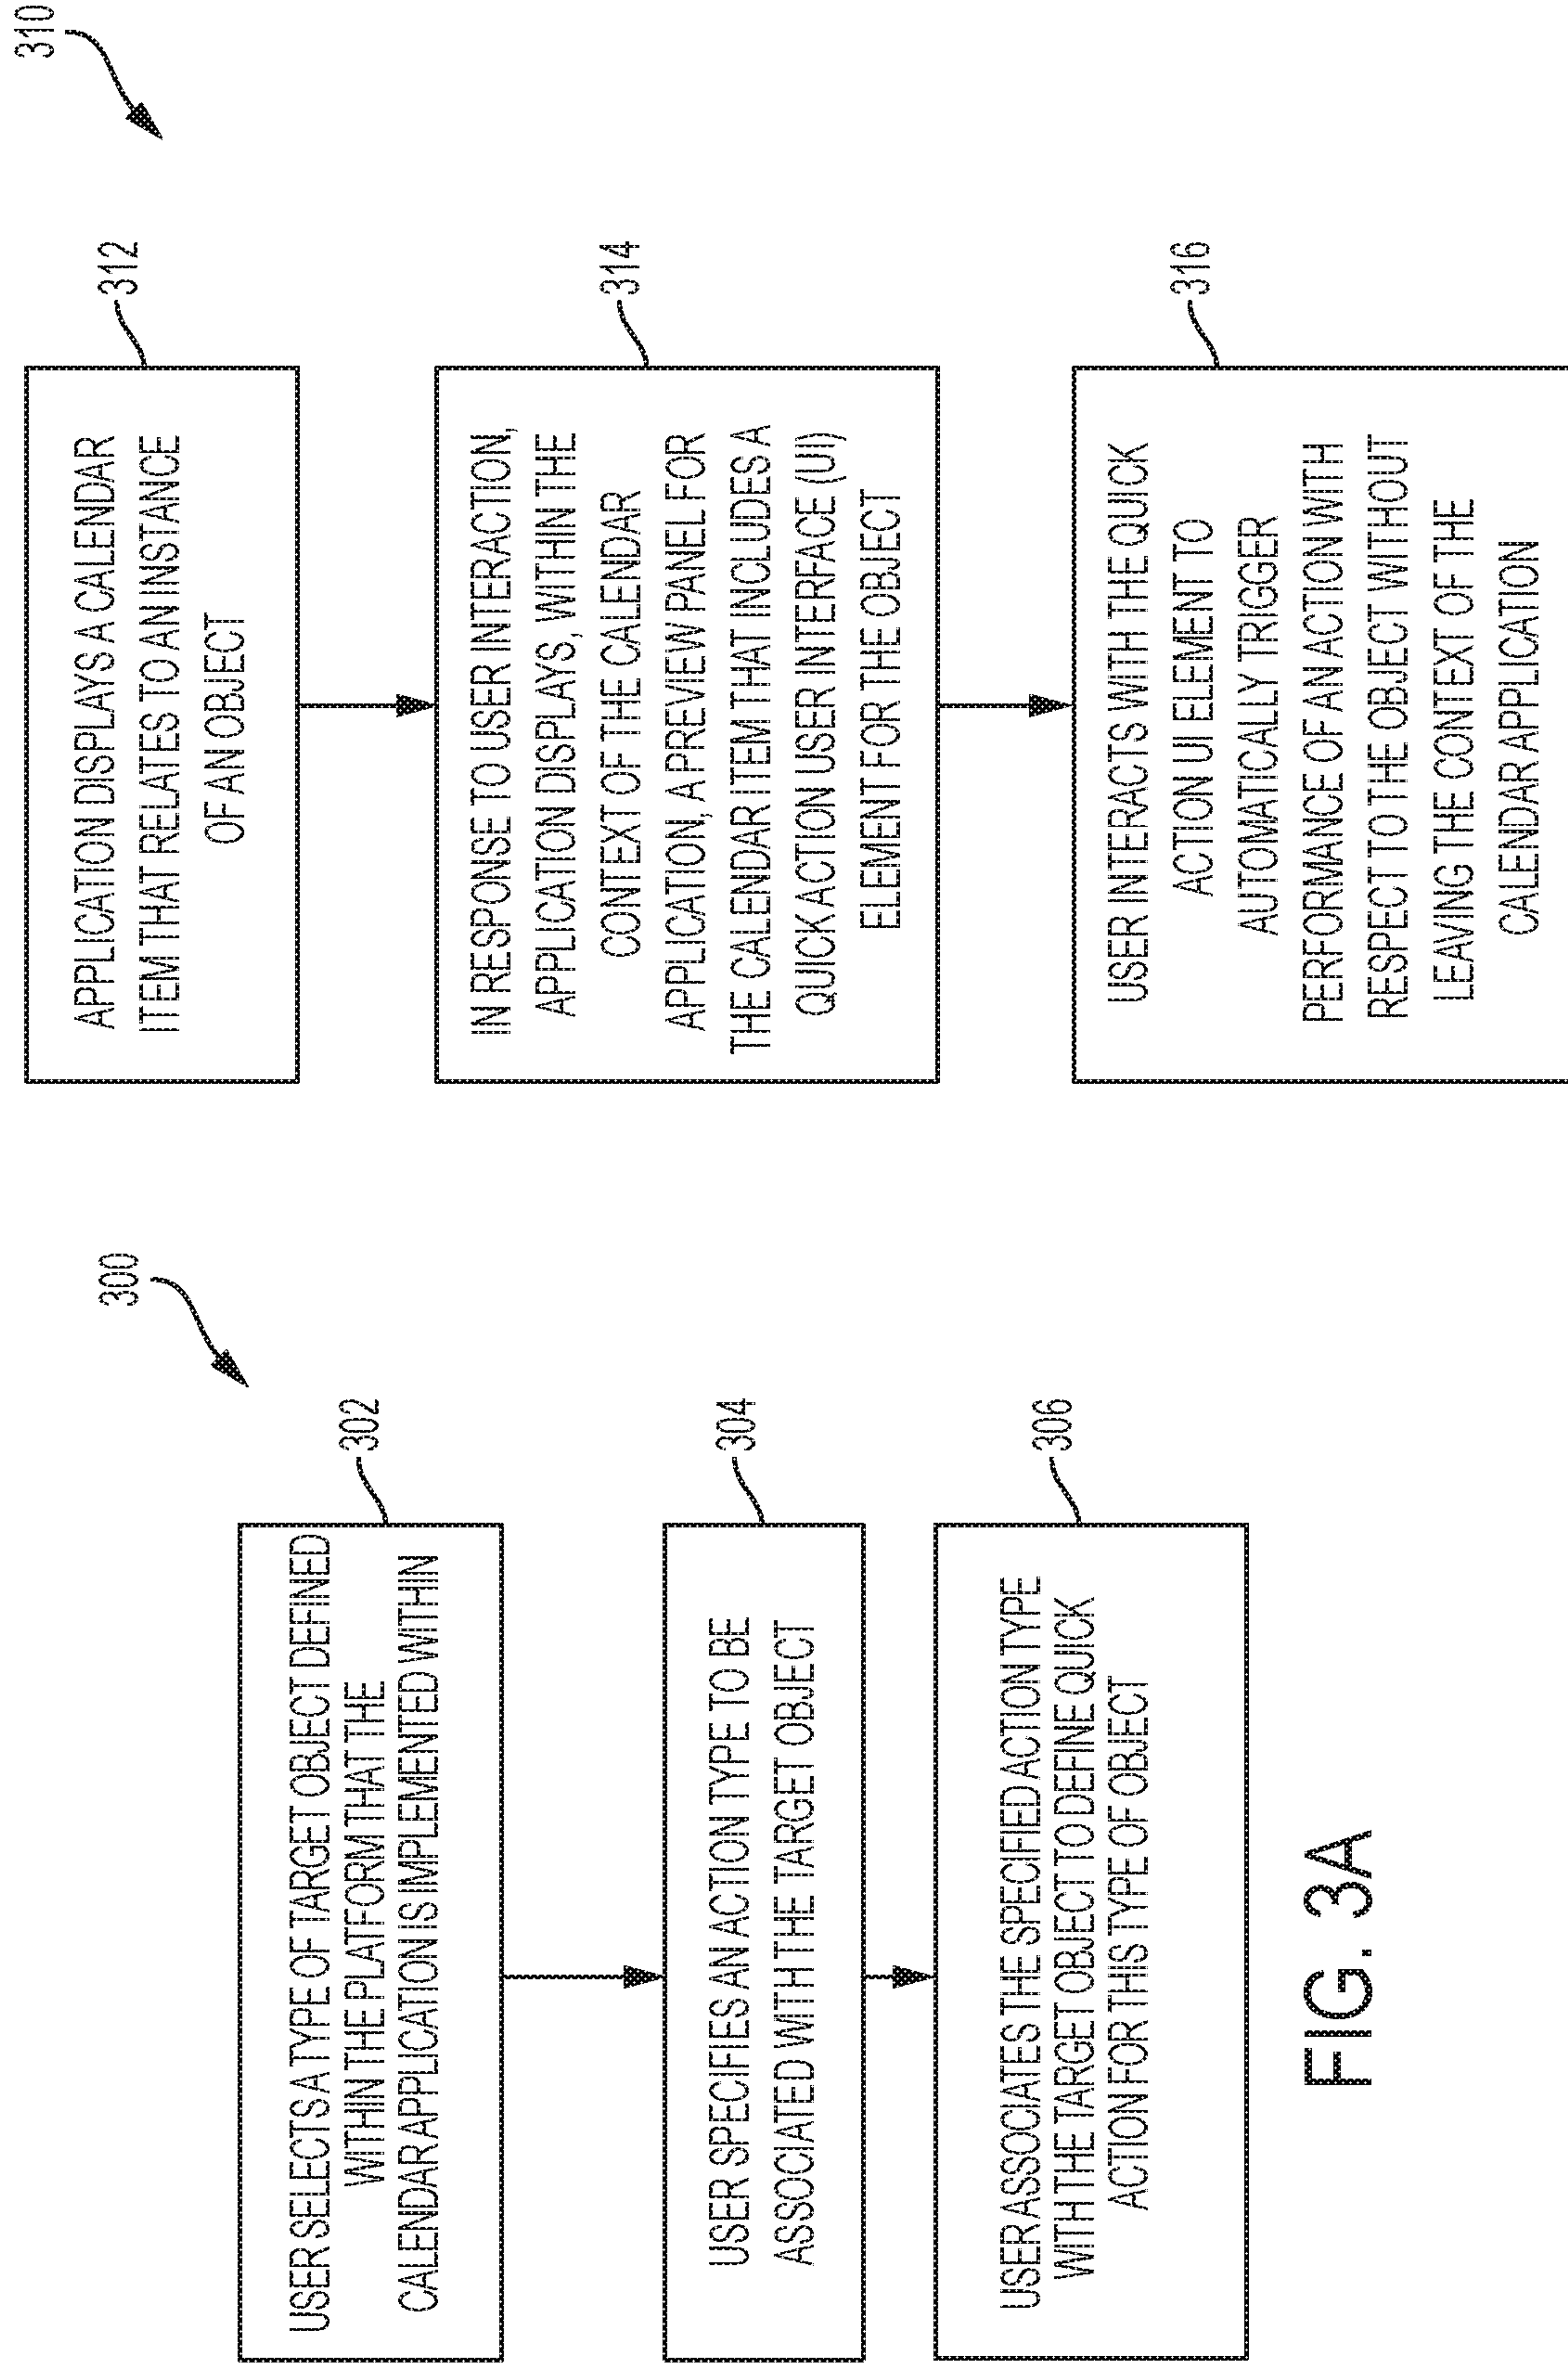 300
USER SELECTS A TYPE OF TARGET OBJECT DEFINED
WITHIN THE PLATFORM THAT THE
CALENDAR APPLICATION IS IMPLEMENTED WITHIN
302
USER SPECIFIES AN ACTION TYPE TO BE
ASSOCIATED WITH THE TARGET OBJECT
304
USER ASSOCIATES THE SPECIFIED ACTION TYPE
WITH THE TARGET OBJECT TO DEFINE QUICK
ACTION FOR THIS TYPE OF OBJECT
306
FIG. 3A
310
APPLICATION DISPLAYS A CALENDAR
ITEM THAT RELATES TO AN INSTANCE
OF AN OBJECT
312
IN RESPONSE TO USER INTERACTION,
APPLICATION DISPLAYS, WITHIN THE
CONTEXT OF THE CALENDAR
APPLICATION, A PREVIEW PANEL FOR
THE CALENDAR ITEM THAT INCLUDES A
QUICK ACTION USER INTERFACE (UI)
ELEMENT FOR THE OBJECT
314
USER INTERACTS WITH THE QUICK
ACTION UI ELEMENT TO
AUTOMATICALLY TRIGGER
PERFORMANCE OF AN ACTION WITH
RESPECT TO THE OBJECT WITHOUT
LEAVING THE CONTEXT OF THE
CALENDAR APPLICATION
316